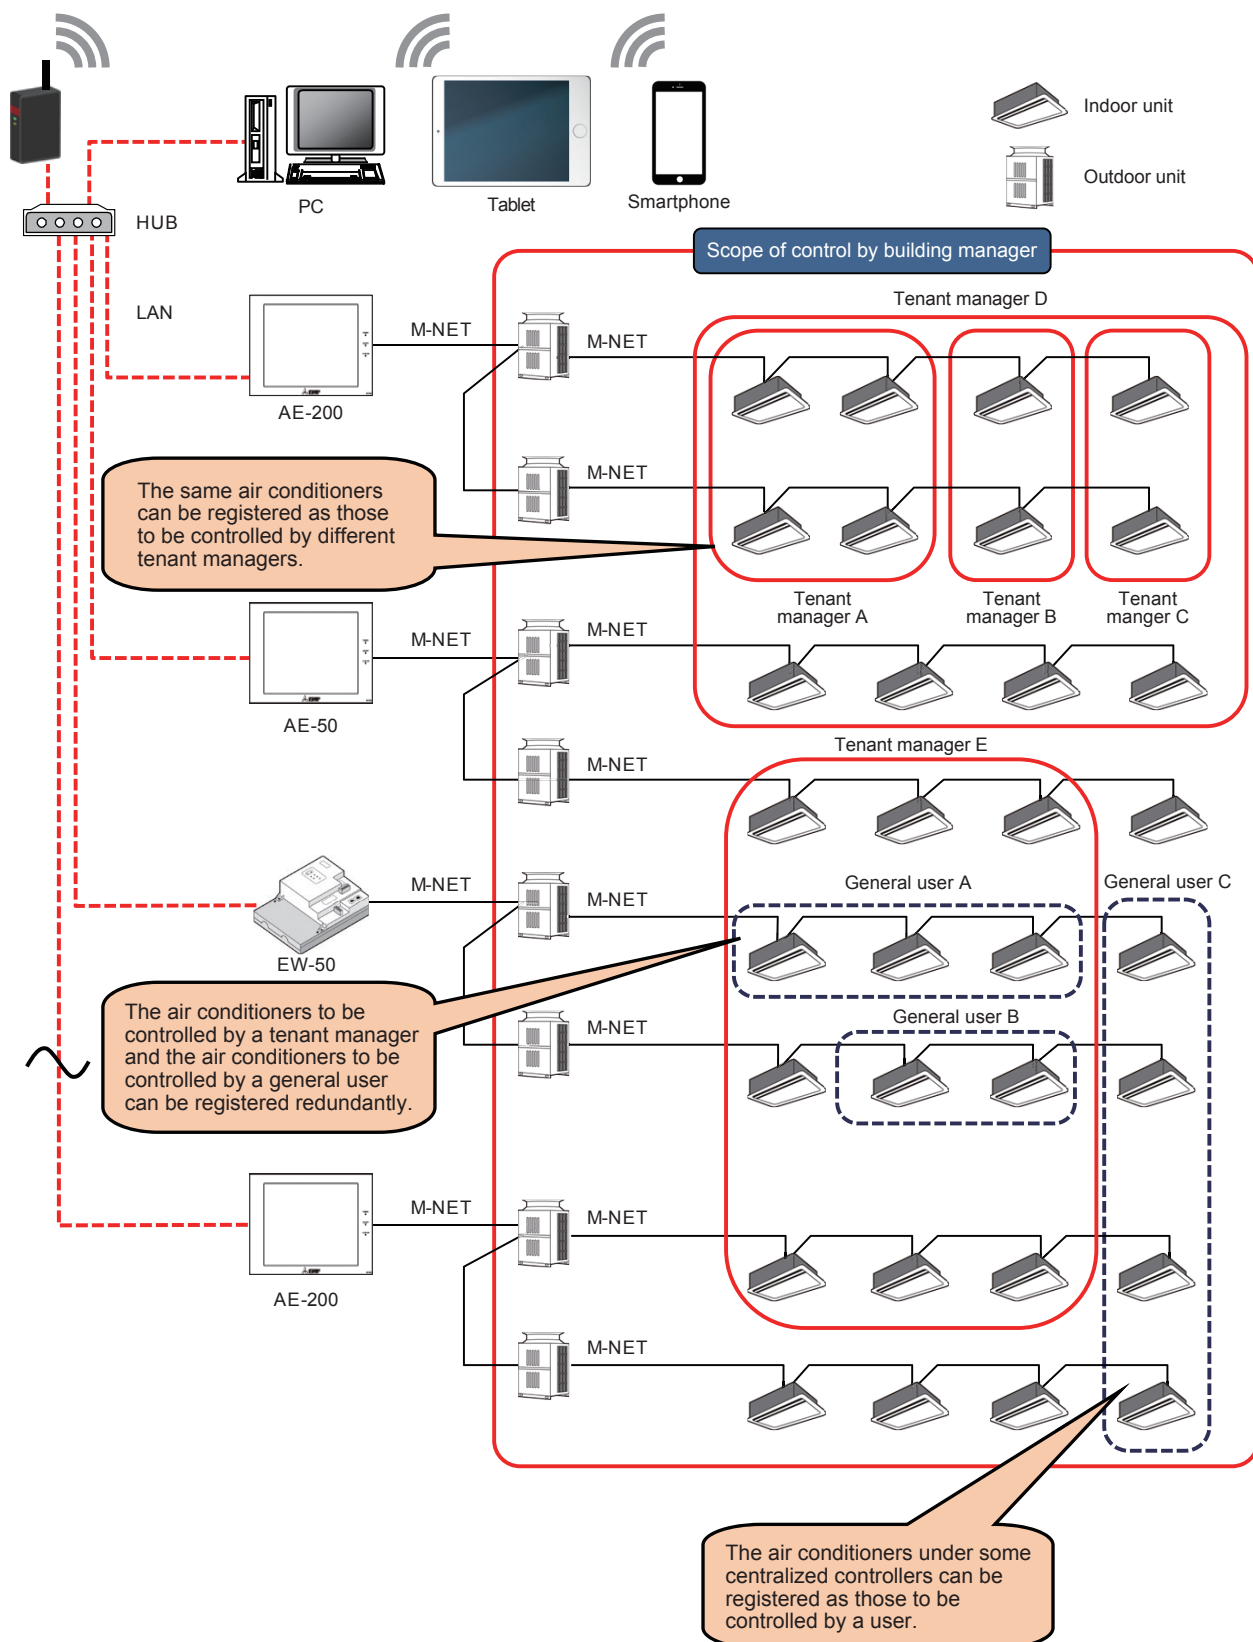 Indoor unit
Outdoor unit
PC
Tablet
Smartphone
HUB
Scope of control by building manager
LAN
Tenant manager D
M-NET
M-NET
AE-200
M-NET
The same air conditioners
can be registered as those
to be controlled by different
tenant managers.
Tenant
manager A
Tenant
manager B
Tenant
manger C
M-NET
M-NET
AE-50
Tenant manager E
M-NET
General user A
General user C
M-NET
M-NET
EW-50
The air conditioners to be
controlled by a tenant manager
and the air conditioners to be
controlled by a general user
can be registered redundantly.
General user B
M-NET
M-NET
M-NET
AE-200
M-NET
The air conditioners under some
centralized controllers can be
registered as those to be
controlled by a user.